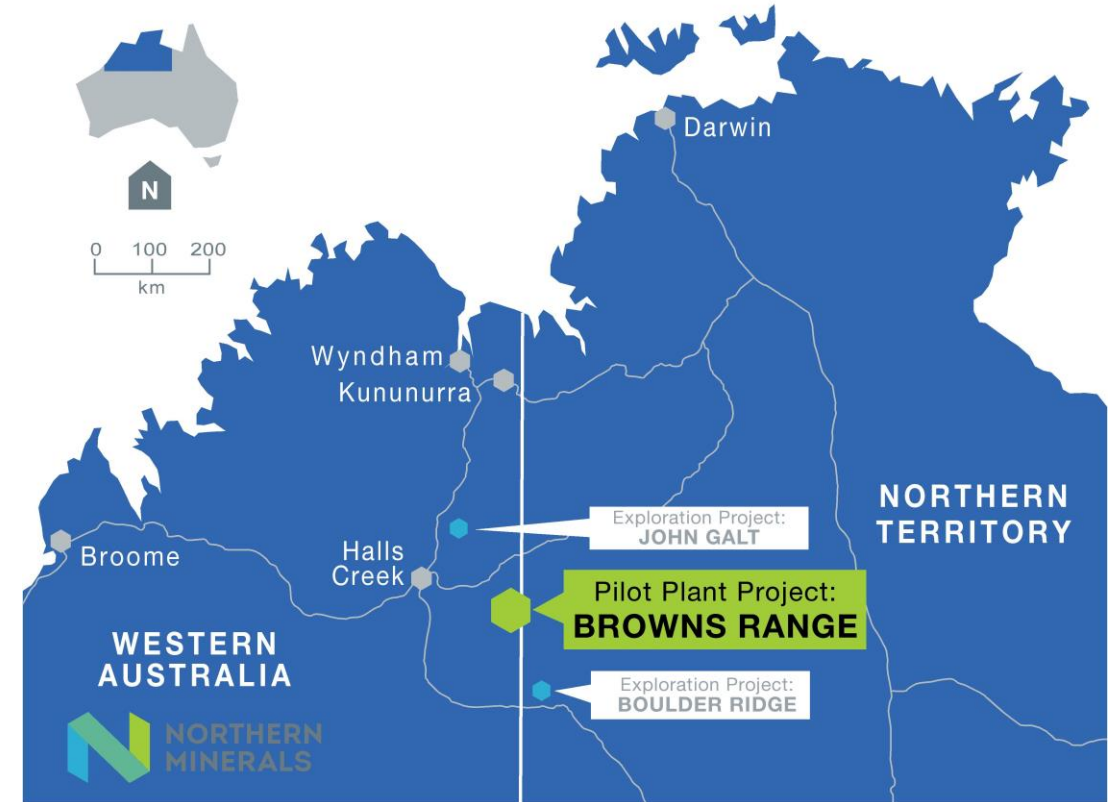 N
0 100 200
km
Darwin
Wyndham
Kununurra
Broome
Halls
Creek
Exploration Project:
JOHN GALT
Pilot Plant Project:
BROWNS RANGE
Exploration Project:
BOULDER RIDGE
NORTHERN
TERRITORY
WESTERN
AUSTRALIA
NORTHERN
MINERALS